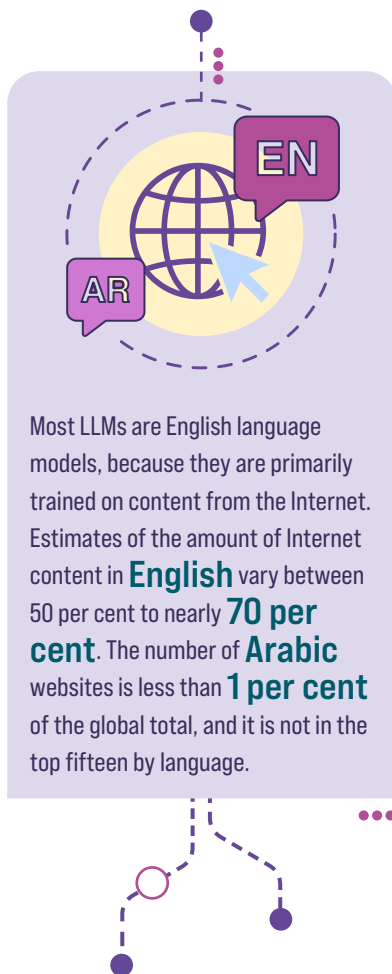 EN
AR
Most LLMs are English language
models, because they are primarily
trained on content from the Internet.
Estimates of the amount of Internet
content in English vary between
50 per cent to nearly 70 per
cent. The number of Arabic
websites is less than 1 per cent
of the global total, and it is not in the
top fifteen by language.